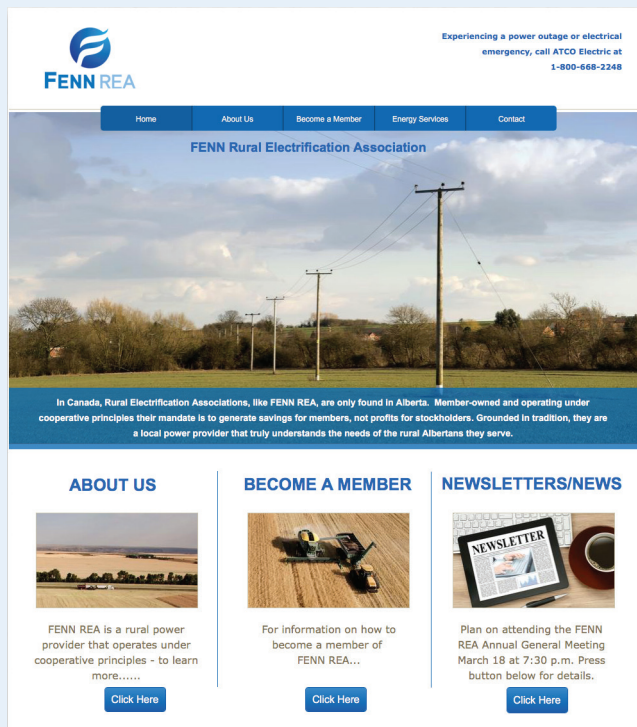 FENN REA
Experiencing a power outage or electrical
emergency, call ATCO Electric at
1-800-668-2248
Home About Us Become a Member Energy Services Contact
FENN Rural Electrification Association
In Canada, Rural Electrification Associations, like FENN REA, are only found in Alberta. Member-owned and operating under
cooperative principles their mandate is to generate savings for members, not profits for stockholders. Grounded in tradition, they are
a local power provider that truly understands the needs of the rural Albertans they serve.
ABOUT US
FENN REA is a rural power
provider that operates under
cooperative principles - to learn
more......
Click Here
BECOME A MEMBER
For information on how to
become a member of
FENN REA...
Click Here
NEWSLETTERS/NEWS
NEWSLETTER
Plan on attending the FENN
REA Annual General Meeting
March 18 at 7:30 p.m. Press
button below for details.
Click Here